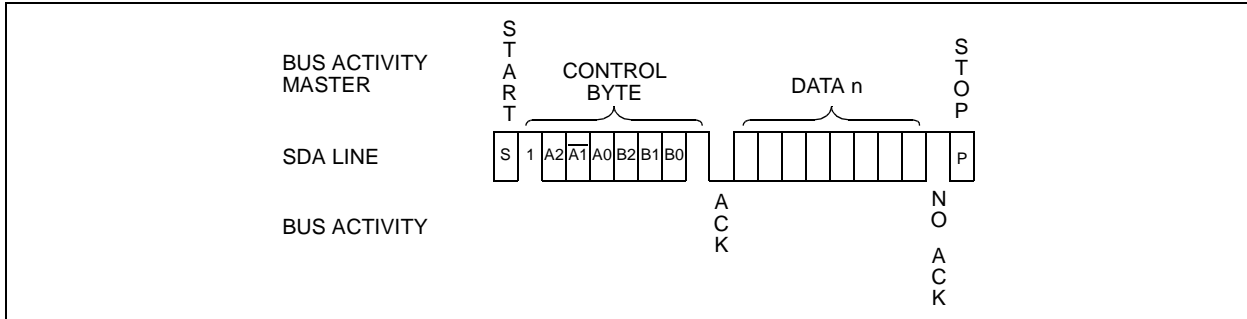 BUS ACTIVITY
MASTER
START
CONTROL
BYTE
DATA n
STOP
SDA LINE
S 1 A2 A̅1̅ A0 B2 B1 B0 P
BUS ACTIVITY
ACK
NO ACK